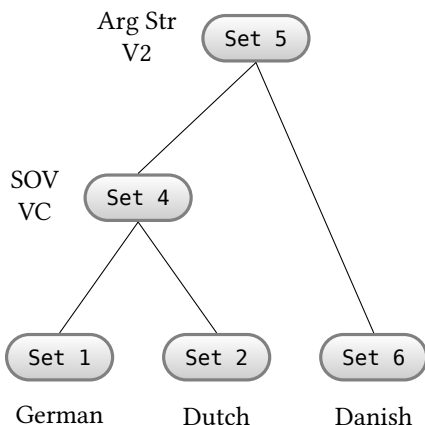 Arg Str
V2
Set 5
SOV
VC
Set 4
Set 1
Set 2
Set 6
German
Dutch
Danish